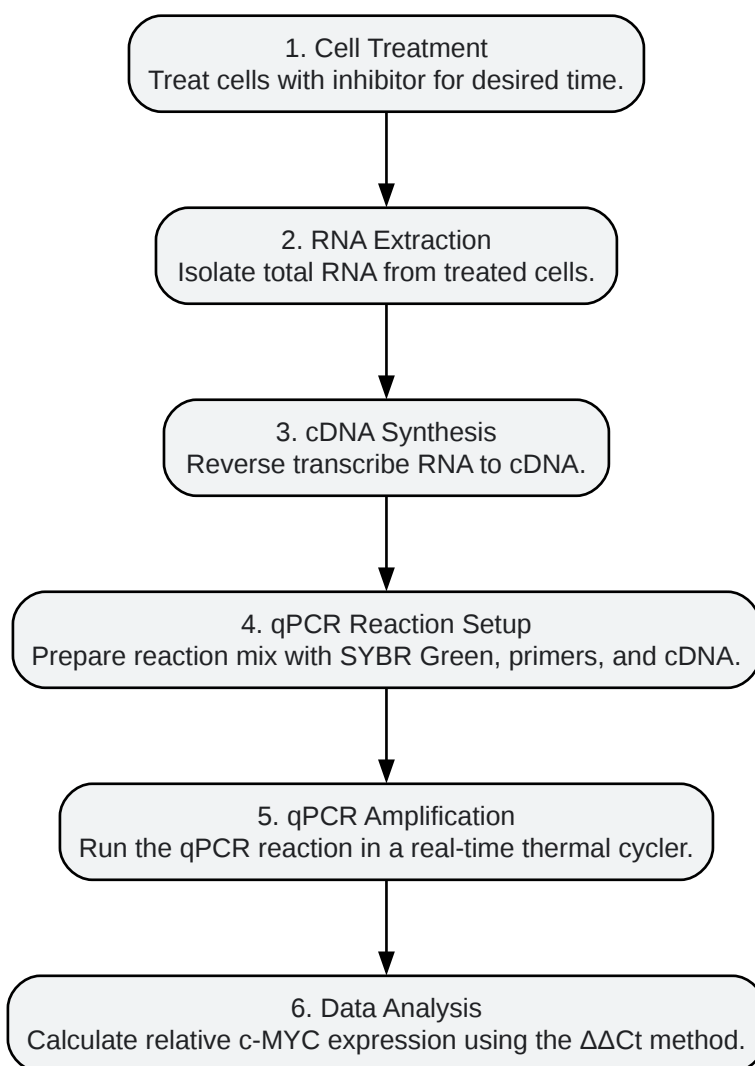 1. Cell Treatment
Treat cells with inhibitor for desired time.
2. RNA Extraction
Isolate total RNA from treated cells.
3. cDNA Synthesis
Reverse transcribe RNA to cDNA.
4. qPCR Reaction Setup
Prepare reaction mix with SYBR Green, primers, and cDNA.
5. qPCR Amplification
Run the qPCR reaction in a real-time thermal cycler.
6. Data Analysis
Calculate relative c-MYC expression using the ΔΔCt method.